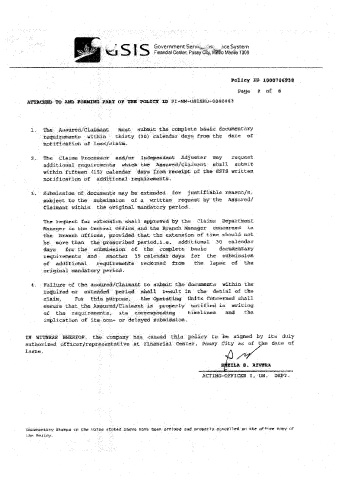 GSIS Government Service Insurance System
Financial Center, Pasay City, Metro Manila 1308
Policy
Page of 8
ATTACHED TO AND FORMING PART OF THE POLICY
1. The Assured/Claimant must submit the complete basic documentary
requirements within thirty (30) calendar days from the date of
notification of loss/claim.
2. The Claims Processor and/or Independent Adjuster may request
additional requirements which the Assured/Claimant shall submit
within fifteen (15) calendar days from receipt of the GSIS written
notification of additional requirements.
3. Submission of documents may be extended for justifiable reason/s,
subject to the submission of a written request by the Assured/
Claimant within the original mandatory period.
The request for extension shall approved by the Claims Department
Manager in the Central Office and the Branch Manager concerned in
the Branch Offices, provided that the extension of time should not
be more than the prescribed period, i.e. additional 30 calendar
days for the submission of the complete basic documentary
requirements and another 15 calendar days for the submission
of additional requirements reckoned from the lapse of the
original mandatory period.
4. Failure of the Assured/Claimant to submit the documents within the
required or extended period shall result in the denial of the
claim. For this purpose, the Operating Units Concerned shall
ensure that the Assured/Claimant is properly notified in writing
of the requirements, its corresponding timelines and the
implication of its non- or delayed submission.
IN WITNESS WHEREOF, the company has caused this policy to be signed by its duly
authorized officer/representative at Financial Center, Pasay City as of the date of
issue.
SHEILA S. RIVERA
ACTING-OFFICER I, UW. DEPT.
Documentary Stamps to the value stated above have been affixed and properly cancelled on the office copy of
the Policy.